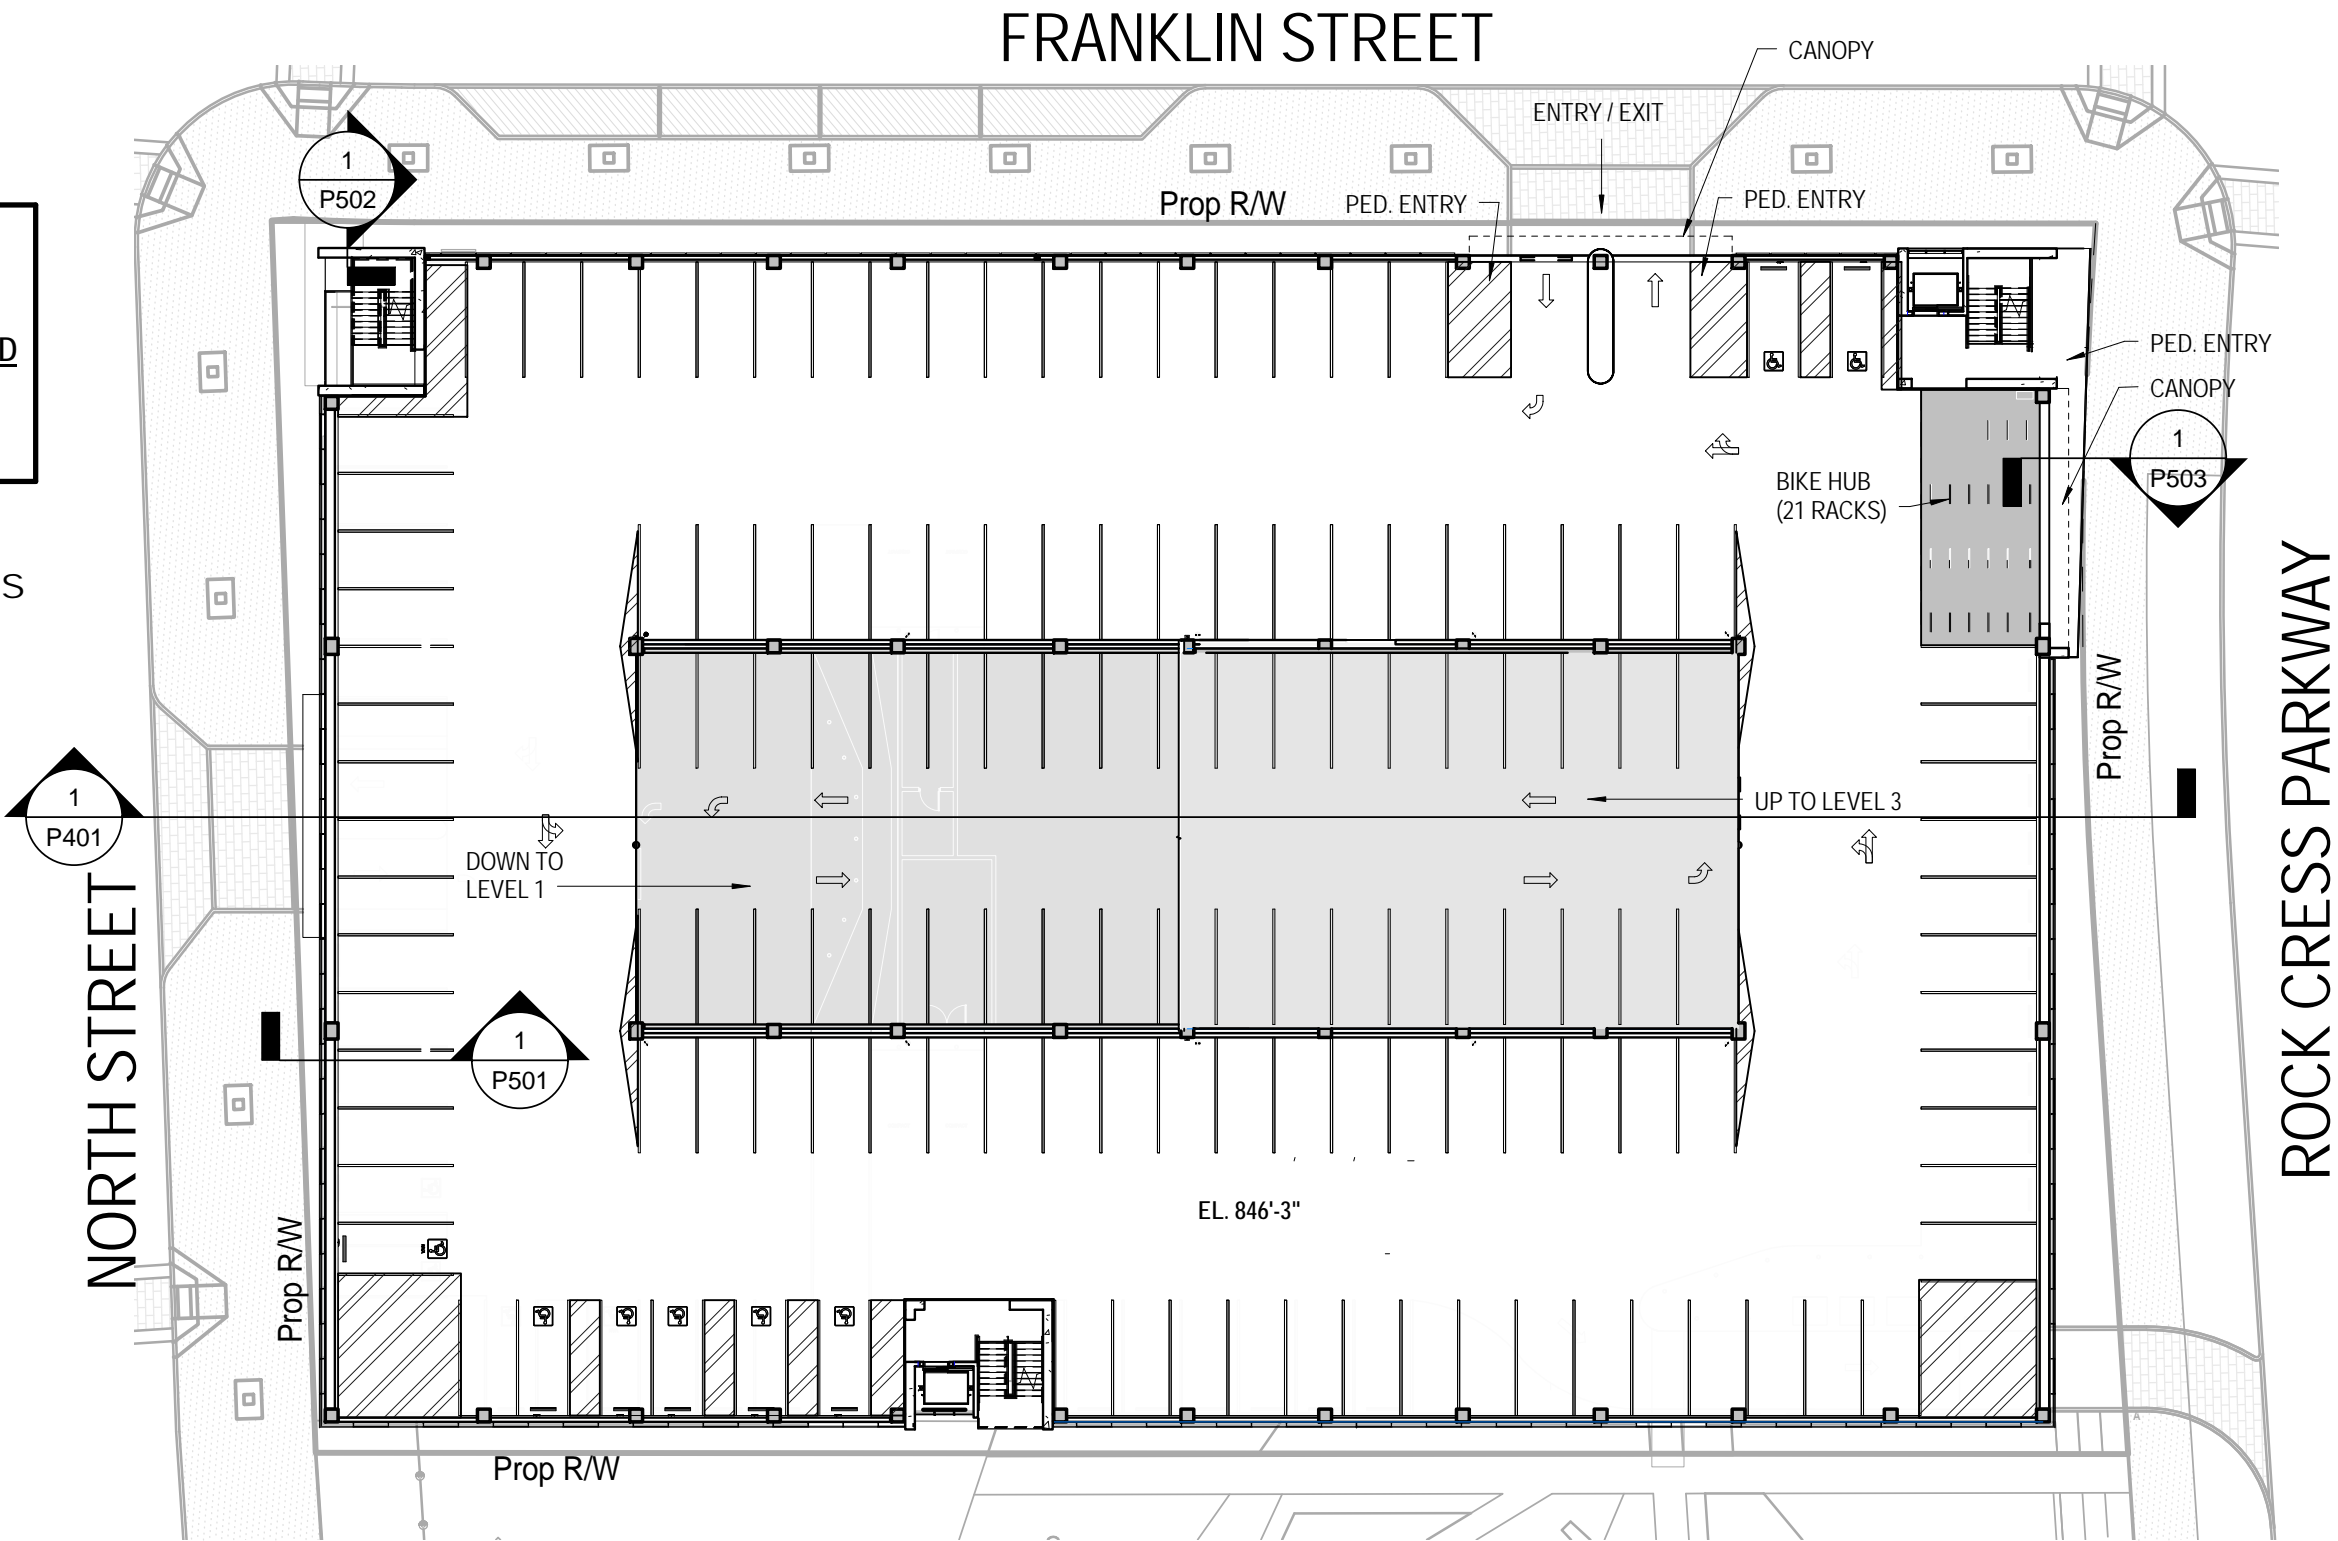 FRANKLIN STREET
CANOPY
ENTRY / EXIT
1
P502
Prop R/W
PED. ENTRY
PED. ENTRY
D
PED. ENTRY
CANOPY
1
P503
BIKE HUB
(21 RACKS)
S
ROCK CRESS PARKWAY
Prop R/W
1
P401
UP TO LEVEL 3
DOWN TO
LEVEL 1
NORTH STREET
1
P501
EL. 846'-3"
Prop R/W
Prop R/W
A